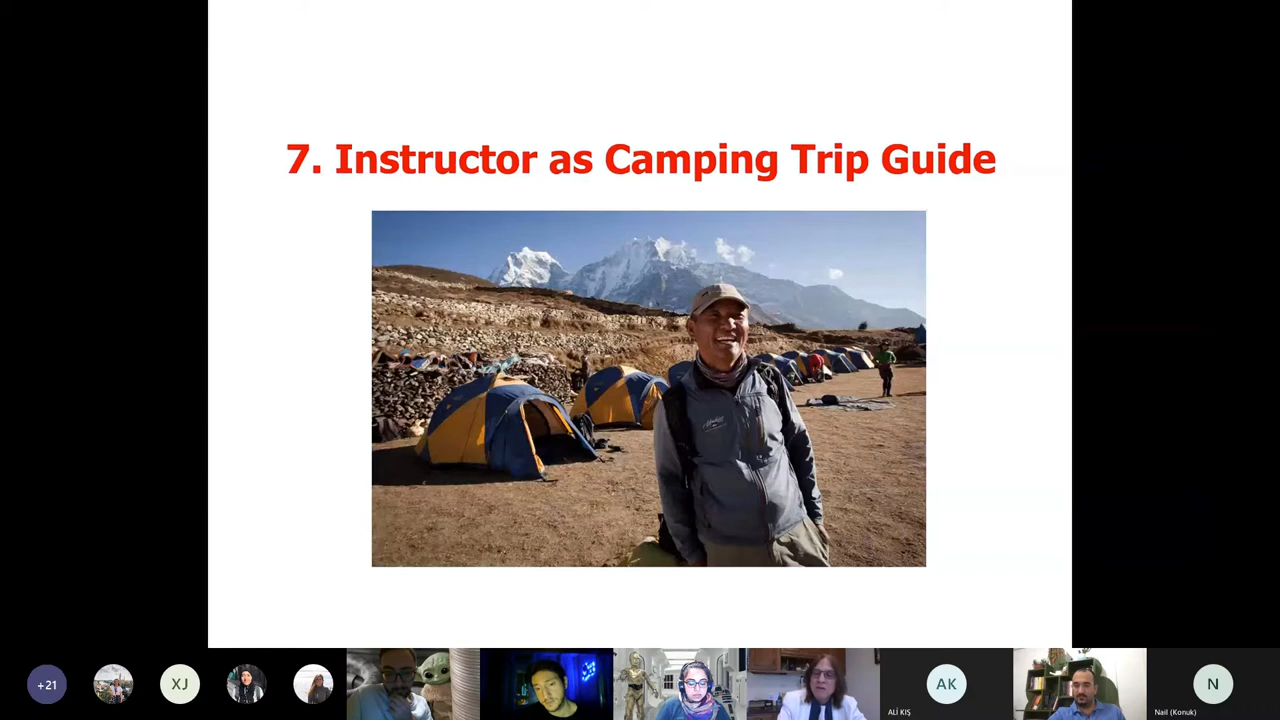 7. Instructor as Camping Trip Guide
+21
XJ
AK
ALİ KIŞ
N
Nail (Konuk)